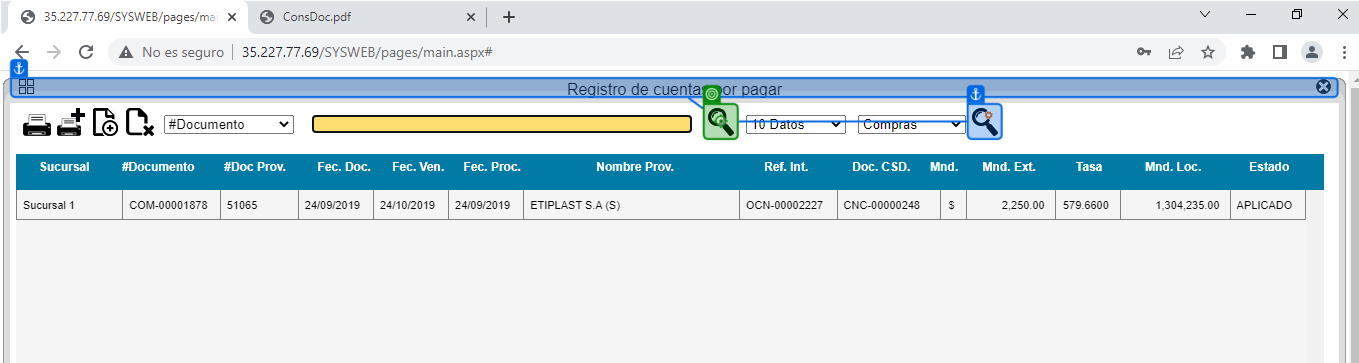 35.227.77.69/SYSWEB/pages/mai
ConsDoc.pdf
No es seguro
35.227.77.69/SYSWEB/pages/main.aspx#
Registro de cuentas por pagar
#Documento
10 Datos
Compras
Sucursal #Documento #Doc Prov. Fec. Doc. Fec. Ven. Fec. Proc. Nombre Prov. Ref. Int. Doc. CSD. Mnd. Mnd. Ext. Tasa Mnd. Loc. Estado
Sucursal 1 COM-00001878 51065 24/09/2019 24/10/2019 24/09/2019 ETIPLAST S.A (S) OCN-00002227 CNC-00000248 $ 2,250.00 579.6600 1,304,235.00 APLICADO